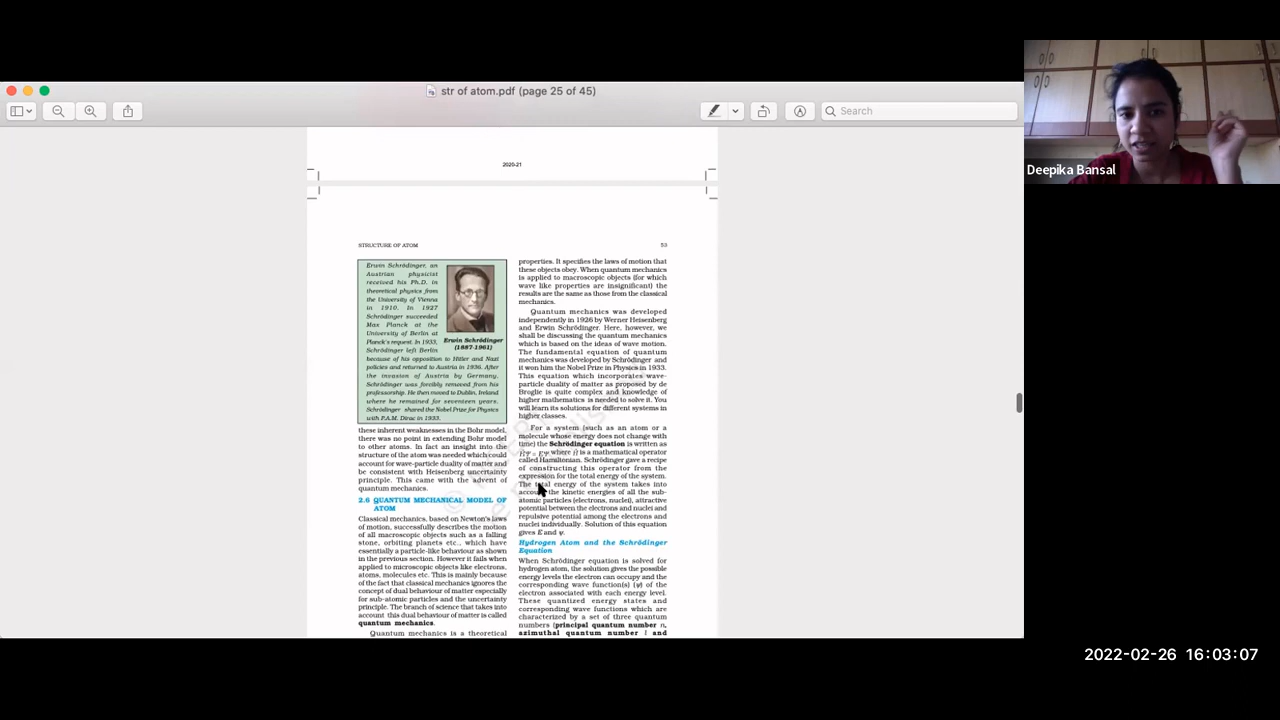 str of atom.pdf (page 25 of 45)
Search
Deepika Bansal
2020-21
STRUCTURE OF ATOM 53
Erwin Schrödinger, an
Austrian physicist
received his Ph.D. in
theoretical physics from
the University of Vienna
in 1910. In 1927
Schrödinger succeeded
Max Planck at the
University of Berlin at
Planck's request. In 1933,
Schrödinger left Berlin
because of his opposition to Hitler and Nazi
policies and returned to Austria in 1936. After
the invasion of Austria by Germany,
Schrödinger was forcibly removed from his
professorship. He then moved to Dublin, Ireland
where he remained for seventeen years.
Schrödinger shared the Nobel Prize for Physics
with P.A.M. Dirac in 1933.
Erwin Schrödinger
(1887-1961)
these inherent weaknesses in the Bohr model,
there was no point in extending Bohr model
to other atoms. In fact an insight into the
structure of the atom was needed which could
account for wave-particle duality of matter and
be consistent with Heisenberg uncertainty
principle. This came with the advent of
quantum mechanics.
2.6 QUANTUM MECHANICAL MODEL OF
ATOM
Classical mechanics, based on Newton's laws
of motion, successfully describes the motion
of all macroscopic objects such as a falling
stone, orbiting planets etc., which have
essentially a particle-like behaviour as shown
in the previous section. However it fails when
applied to microscopic objects like electrons,
atoms, molecules etc. This is mainly because
of the fact that classical mechanics ignores the
concept of dual behaviour of matter especially
for sub-atomic particles and the uncertainty
principle. The branch of science that takes into
account this dual behaviour of matter is called
quantum mechanics.
Quantum mechanics is a theoretical
properties. It specifies the laws of motion that
these objects obey. When quantum mechanics
is applied to macroscopic objects (for which
wave like properties are insignificant) the
results are the same as those from the classical
mechanics.
Quantum mechanics was developed
independently in 1926 by Werner Heisenberg
and Erwin Schrödinger. Here, however, we
shall be discussing the quantum mechanics
which is based on the ideas of wave motion.
The fundamental equation of quantum
mechanics was developed by Schrödinger and
it won him the Nobel Prize in Physics in 1933.
This equation which incorporates wave-
particle duality of matter as proposed by de
Broglie is quite complex and knowledge of
higher mathematics is needed to solve it. You
will learn its solutions for different systems in
higher classes.
For a system (such as an atom or a
molecule whose energy does not change with
time) the Schrödinger equation is written as
where Ĥ is a mathematical operator
called Hamiltonian. Schrödinger gave a recipe
of constructing this operator from the
expression for the total energy of the system.
The total energy of the system takes into
account the kinetic energies of all the sub-
atomic particles (electrons, nuclei), attractive
potential between the electrons and nuclei and
repulsive potential among the electrons and
nuclei individually. Solution of this equation
gives E and ψ.
Hydrogen Atom and the Schrödinger
Equation
When Schrödinger equation is solved for
hydrogen atom, the solution gives the possible
energy levels the electron can occupy and the
corresponding wave function(s) (ψ) of the
electron associated with each energy level.
These quantized energy states and
corresponding wave functions which are
characterized by a set of three quantum
numbers (principal quantum number n,
azimuthal quantum number l and
2022-02-26 16:03:07